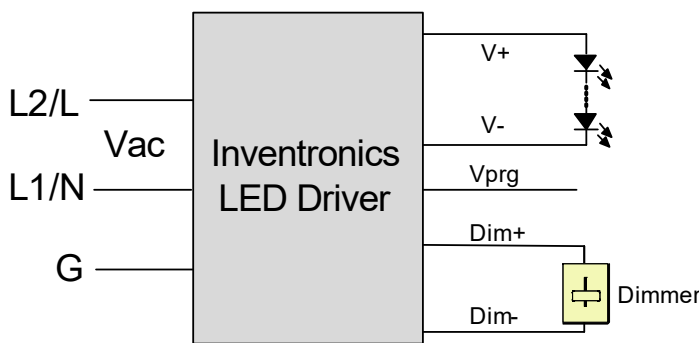 L2/L
Vac
L1/N
G
Inventronics
LED Driver
V+
V-
Vprg
Dim+
Dim-
Dimmer